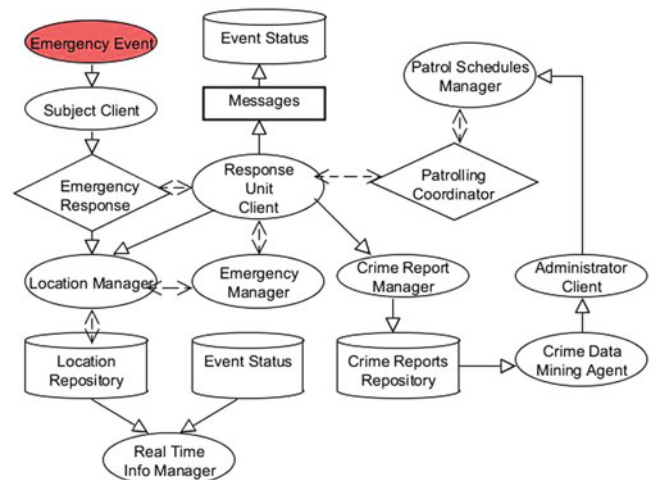 Emergency Event
Event Status
Patrol Schedules
Manager
Subject Client
Messages
Emergency
Response
Response
Unit
Client
Patrolling
Coordinator
Location Manager
Emergency
Manager
Crime Report
Manager
Administrator
Client
Location
Repository
Event Status
Crime Reports
Repository
Crime Data
Mining Agent
Real Time
Info Manager